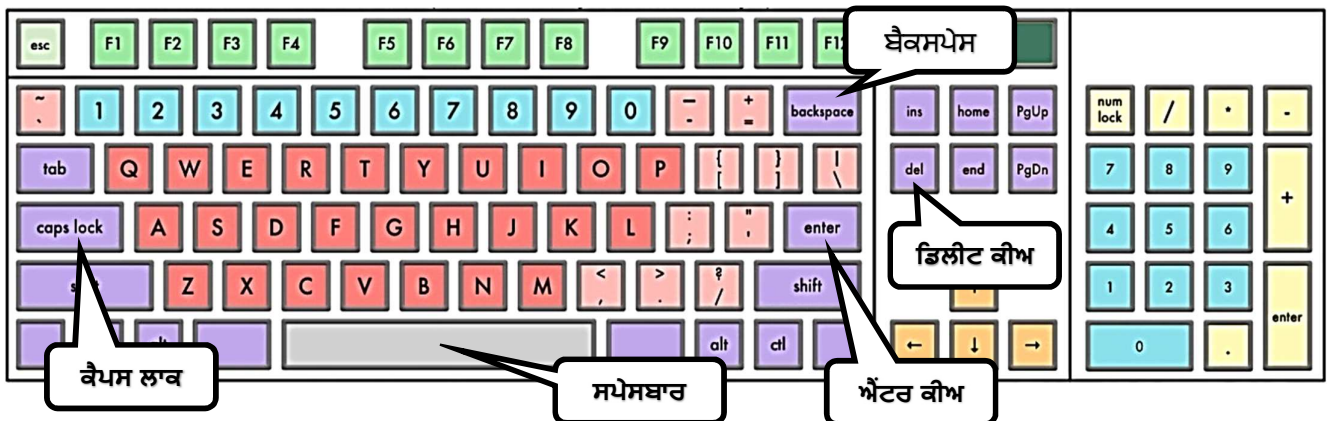 esc F1 F2 F3 F4 F5 F6 F7 F8 F9 F10 F11
ਬੈਕਸਪੇਸ
~ ` 1 2 3 4 5 6 7 8 9 0 — - + = backspace ins home PgUp num lock / * -
tab Q W E R T Y U I O P { [ } ] | \ del end PgDn 7 8 9 +
caps lock A S D F G H J K L : ; " ' enter 4 5 6
ਡਿਲੀਟ ਕੀਅ
Z X C V B N M < , > . ? / shift 1 2 3 enter
alt ctl ← ↓ → 0 .
ਕੈਪਸ ਲਾਕ
ਸਪੇਸਬਾਰ
ਐਂਟਰ ਕੀਅ